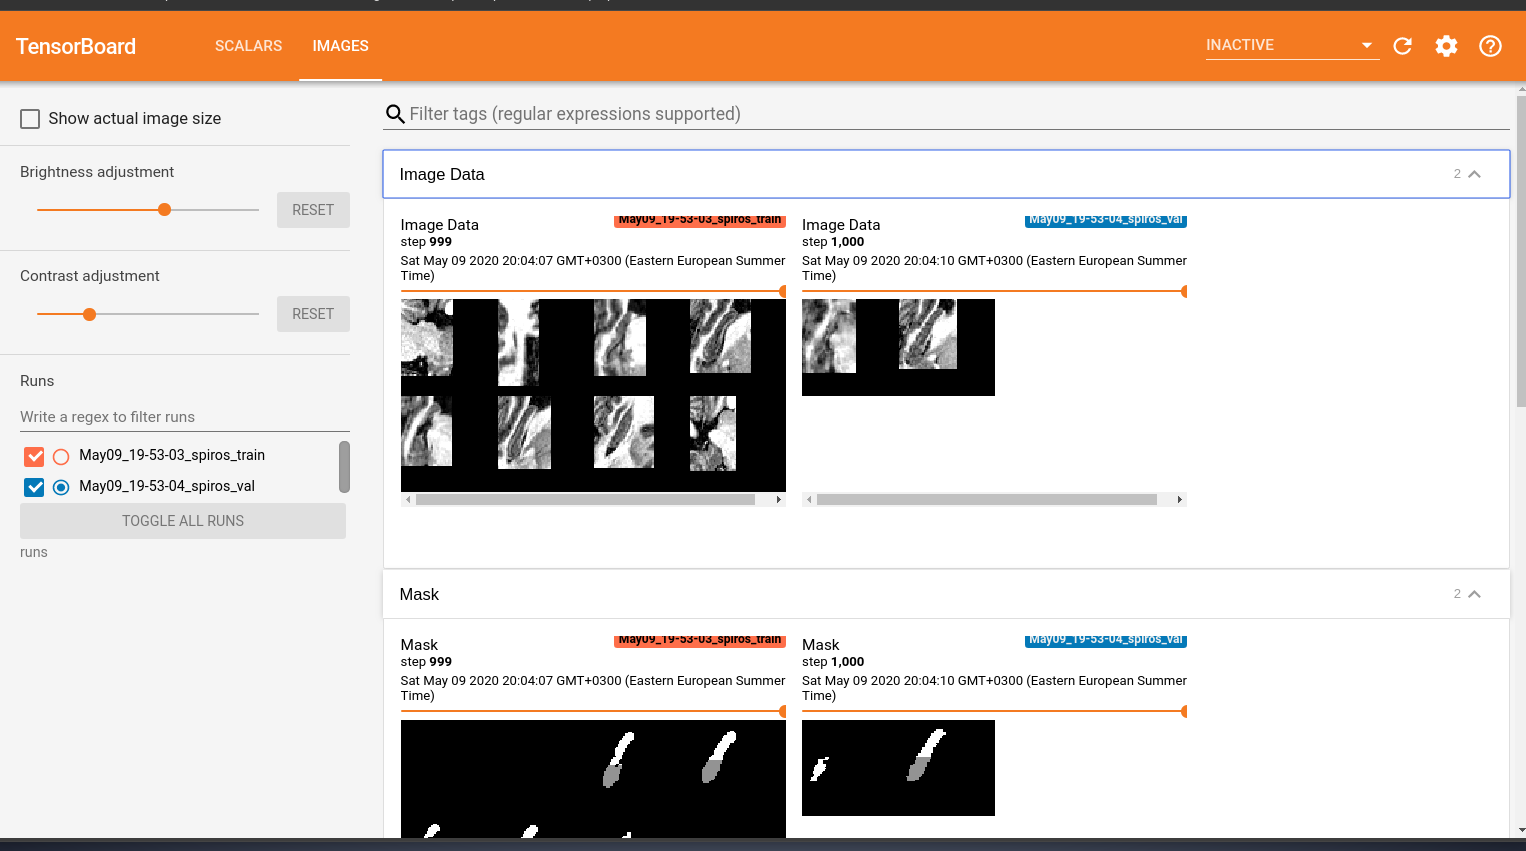 TensorBoard
SCALARS
IMAGES
INACTIVE
Show actual image size
Brightness adjustment
RESET
Contrast adjustment
RESET
Runs
Write a regex to filter runs
May09_19-53-03_spiros_train
May09_19-53-04_spiros_val
TOGGLE ALL RUNS
runs
Filter tags (regular expressions supported)
Image Data
2
Image Data
May09_19-53-03_spiros_train
step 999
Sat May 09 2020 20:04:07 GMT+0300 (Eastern European Summer
Time)
Image Data
May09_19-53-04_spiros_val
step 1,000
Sat May 09 2020 20:04:10 GMT+0300 (Eastern European Summer
Time)
Mask
2
Mask
May09_19-53-03_spiros_train
step 999
Sat May 09 2020 20:04:07 GMT+0300 (Eastern European Summer
Time)
Mask
May09_19-53-04_spiros_val
step 1,000
Sat May 09 2020 20:04:10 GMT+0300 (Eastern European Summer
Time)